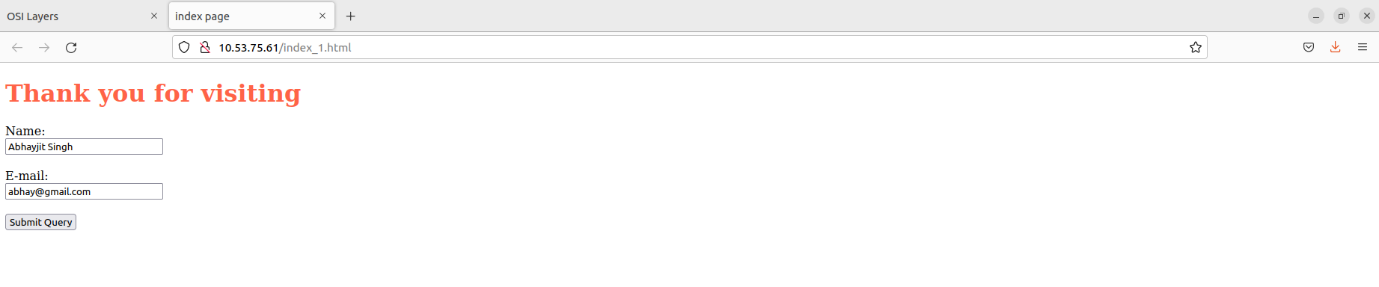 OSI Layers
index page
10.53.75.61/index_1.html
Thank you for visiting
Name:
Abhayjit Singh
E-mail:
abhay@gmail.com
Submit Query